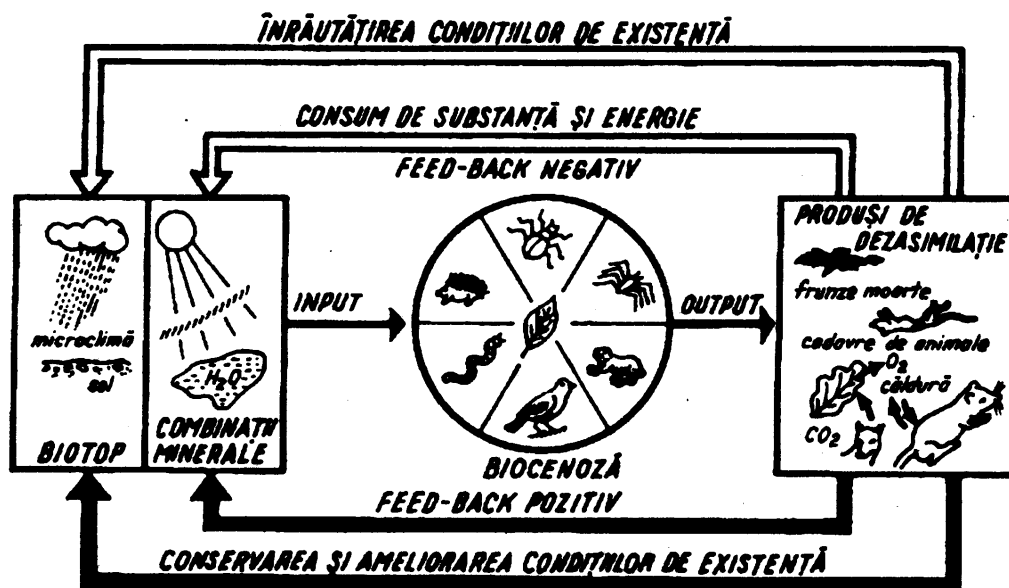 ÎNRĂUTĂȚIREA CONDIȚIILOR DE EXISTENȚĂ
CONSUM DE SUBSTANȚĂ ȘI ENERGIE
FEED-BACK NEGATIV
microclimă
sol
BIOTOP
H₂O
COMBINAȚII
MINERALE
INPUT
BIOCENOZĂ
OUTPUT
PRODUȘI DE
DEZASIMILAȚIE
frunze moarte
cadavre de animale
O₂
căldură
CO₂
FEED-BACK POZITIV
CONSERVAREA ȘI AMELIORAREA CONDIȚIILOR DE EXISTENȚĂ